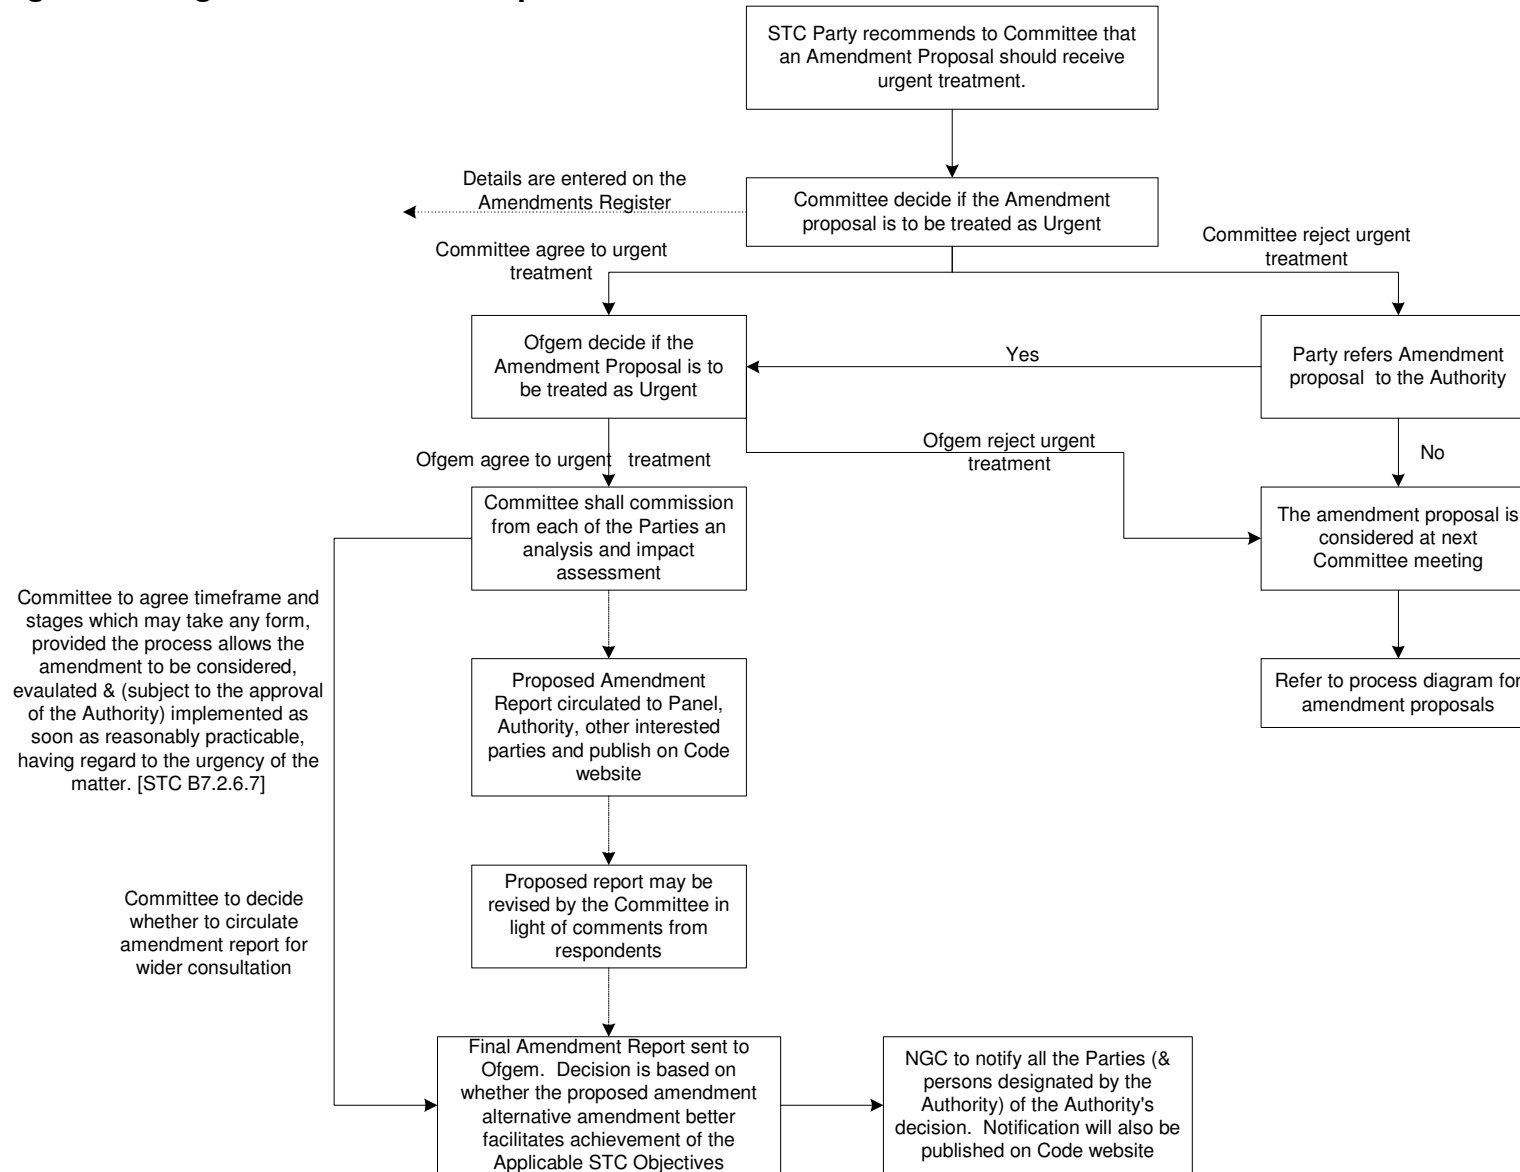 STC Party recommends to Committee that
an Amendment Proposal should receive
urgent treatment.
Details are entered on the
Amendments Register
Committee decide if the Amendment
proposal is to be treated as Urgent
Committee agree to urgent
treatment
Committee reject urgent
treatment
Ofgem decide if the
Amendment Proposal is to
be treated as Urgent
Yes
Party refers Amendment
proposal  to the Authority
Ofgem agree to urgent   treatment
Ofgem reject urgent
treatment
No
Committee shall commission
from each of the Parties an
analysis and impact
assessment
The amendment proposal is
considered at next
Committee meeting
Committee to agree timeframe and
stages which may take any form,
provided the process allows the
amendment to be considered,
evaulated & (subject to the approval
of the Authority) implemented as
soon as reasonably practicable,
having regard to the urgency of the
matter. [STC B7.2.6.7]
Proposed Amendment
Report circulated to Panel,
Authority, other interested
parties and publish on Code
website
Refer to process diagram for
amendment proposals
Committee to decide
whether to circulate
amendment report for
wider consultation
Proposed report may be
revised by the Committee in
light of comments from
respondents
Final Amendment Report sent to
Ofgem.  Decision is based on
whether the proposed amendment
alternative amendment better
facilitates achievement of the
Applicable STC Objectives
NGC to notify all the Parties (&
persons designated by the
Authority) of the Authority's
decision.  Notification will also be
published on Code website